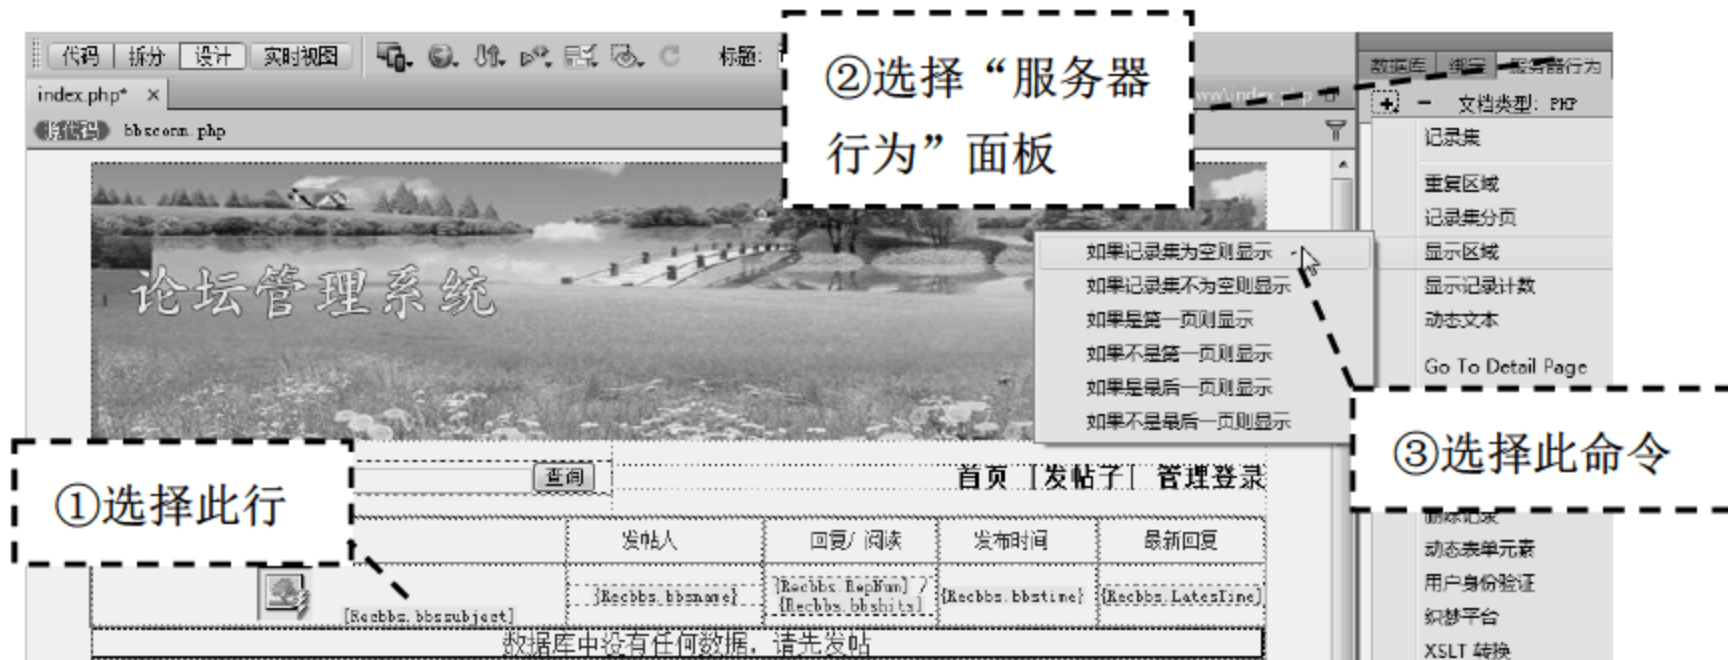 代码 拆分 设计 实时视图 标题:
②选择“服务器
行为”面板
数据库 绑定 服务器行为
index.php* ×
文档类型: PHP
源代码 bbsconn.php
记录集
重复区域
记录集分页
显示区域
显示记录计数
动态文本
Go To Detail Page
如果记录集为空则显示
如果记录集不为空则显示
如果是第一页则显示
如果不是第一页则显示
如果是最后一页则显示
如果不是最后一页则显示
论坛管理系统
③选择此命令
①选择此行
查询
首页 [发帖子[ 管理登录
发帖人 回复/阅读 发布时间 最新回复
动态表单元素
用户身份验证
织梦平台
XSLT 转换
[Recbbs.bbssubject]
{Recbbs.bbsname}
{Recbbs.RepNum} /
{Recbbs.bbshits}
{Recbbs.bbstime}
{Recbbs.LatesTime]
数据库中没有任何数据，请先发帖